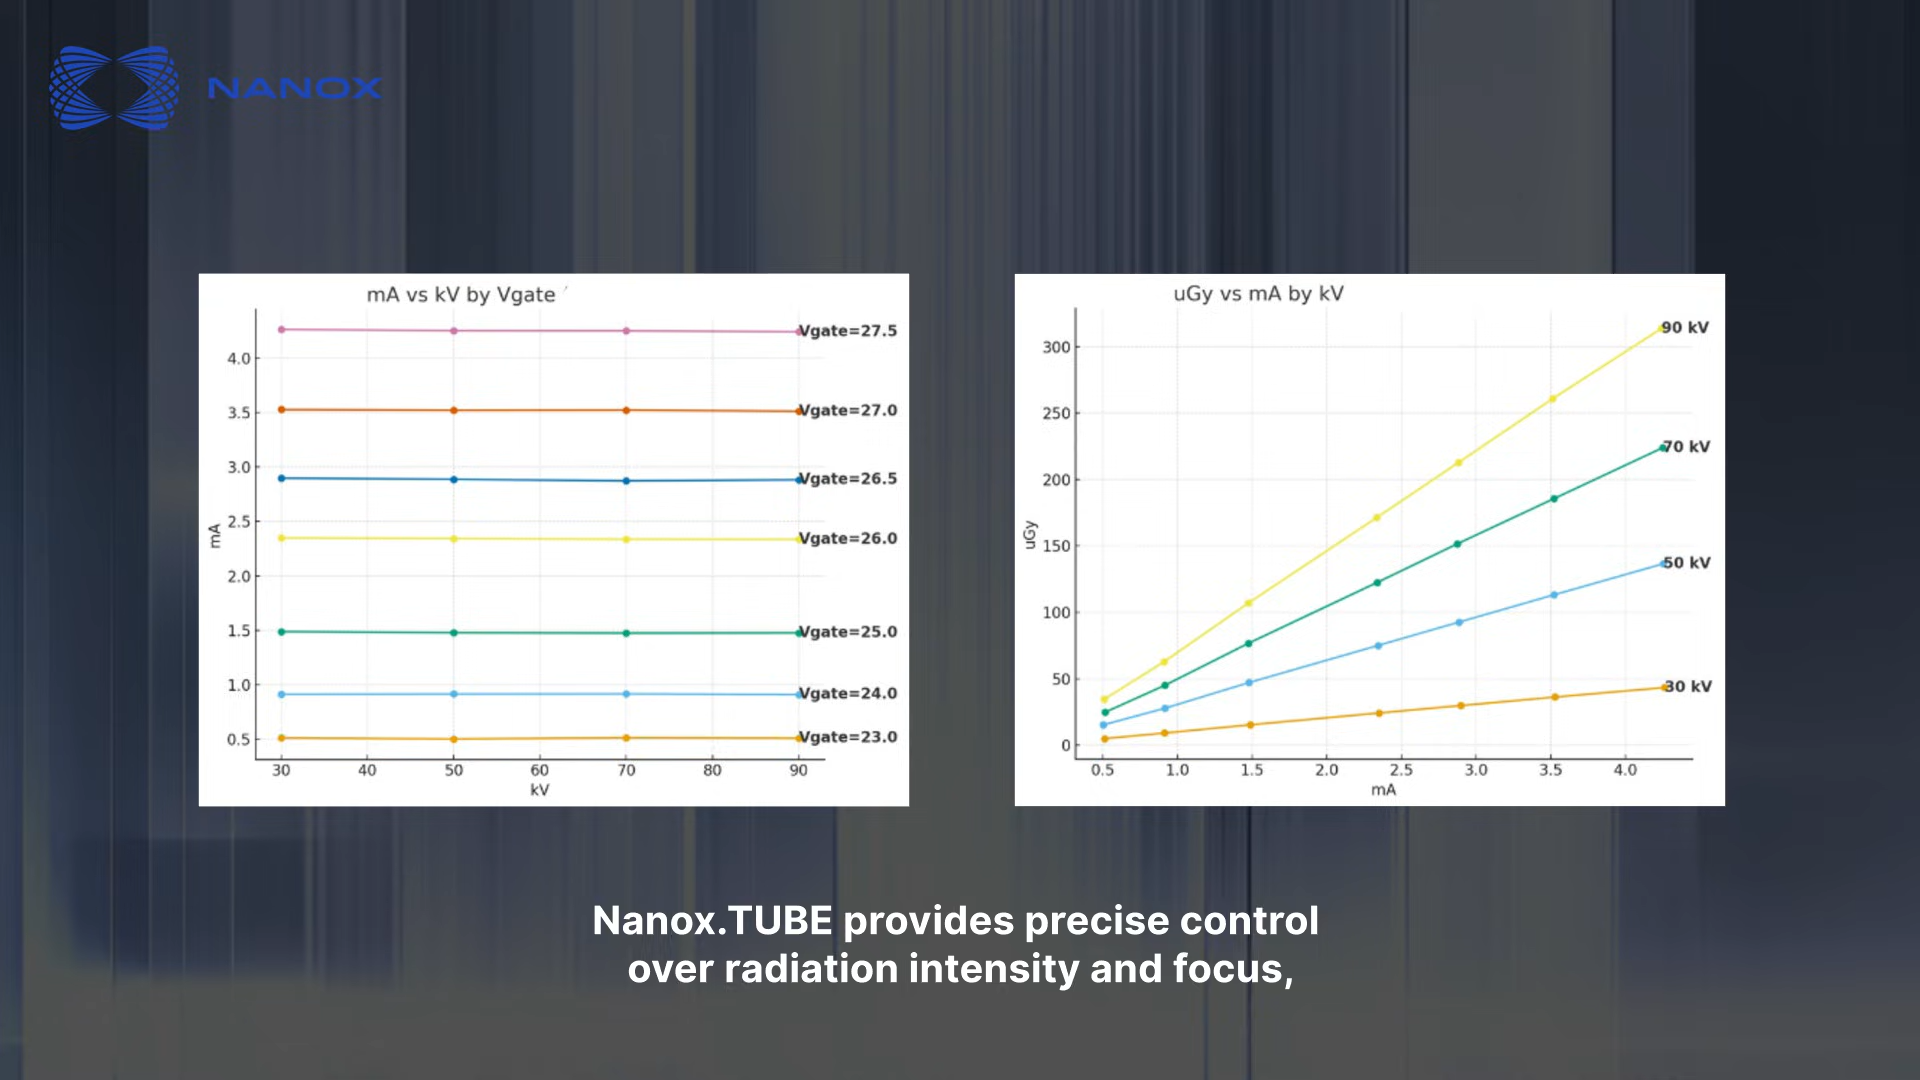 NANOX
mA vs kV by Vgate
mA
4.0
3.5
3.0
2.5
2.0
1.5
1.0
0.5
Vgate=27.5
Vgate=27.0
Vgate=26.5
Vgate=26.0
Vgate=25.0
Vgate=24.0
Vgate=23.0
30 40 50 60 70 80 90
kV
uGy vs mA by kV
uGy
300
250
200
150
100
50
0
90 kV
70 kV
50 kV
30 kV
0.5 1.0 1.5 2.0 2.5 3.0 3.5 4.0
mA
Nanox.TUBE provides precise control
over radiation intensity and focus,